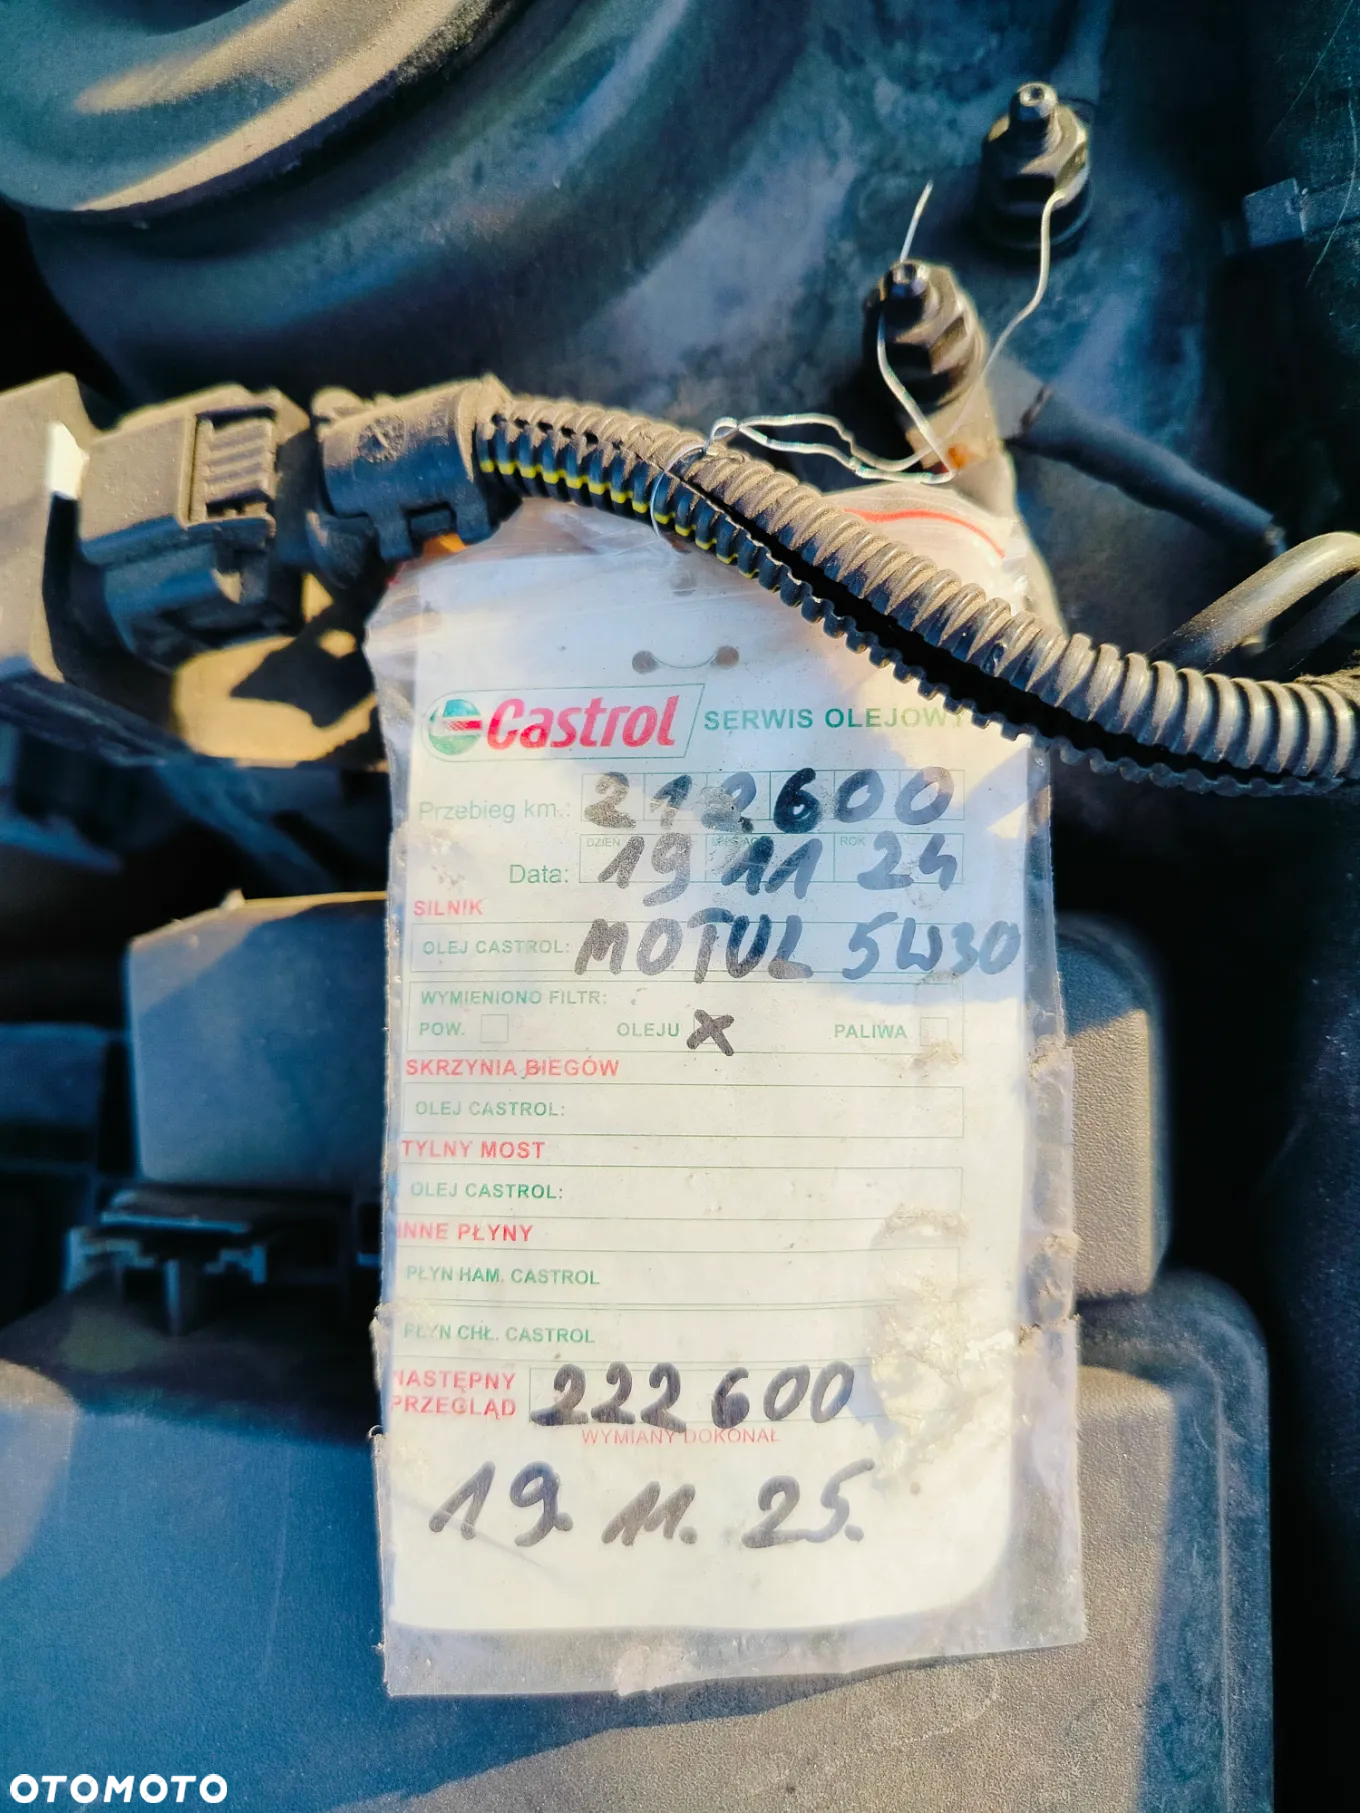 Castrol SERWIS OLEJOWY
Przebieg km.: 212600
DZIEŃ ROK
Data: 19 11 24
SILNIK
OLEJ CASTROL: MOTUL 5W30
WYMIENIONO FILTR:
POW. OLEJU X PALIWA
SKRZYNIA BIEGÓW
OLEJ CASTROL:
TYLNY MOST
OLEJ CASTROL:
INNE PŁYNY
PŁYN HAM. CASTROL
PŁYN CHŁ. CASTROL
NASTĘPNY PRZEGLĄD 222600
WYMIANY DOKONAŁ
19. 11. 25.
OTOMOTO